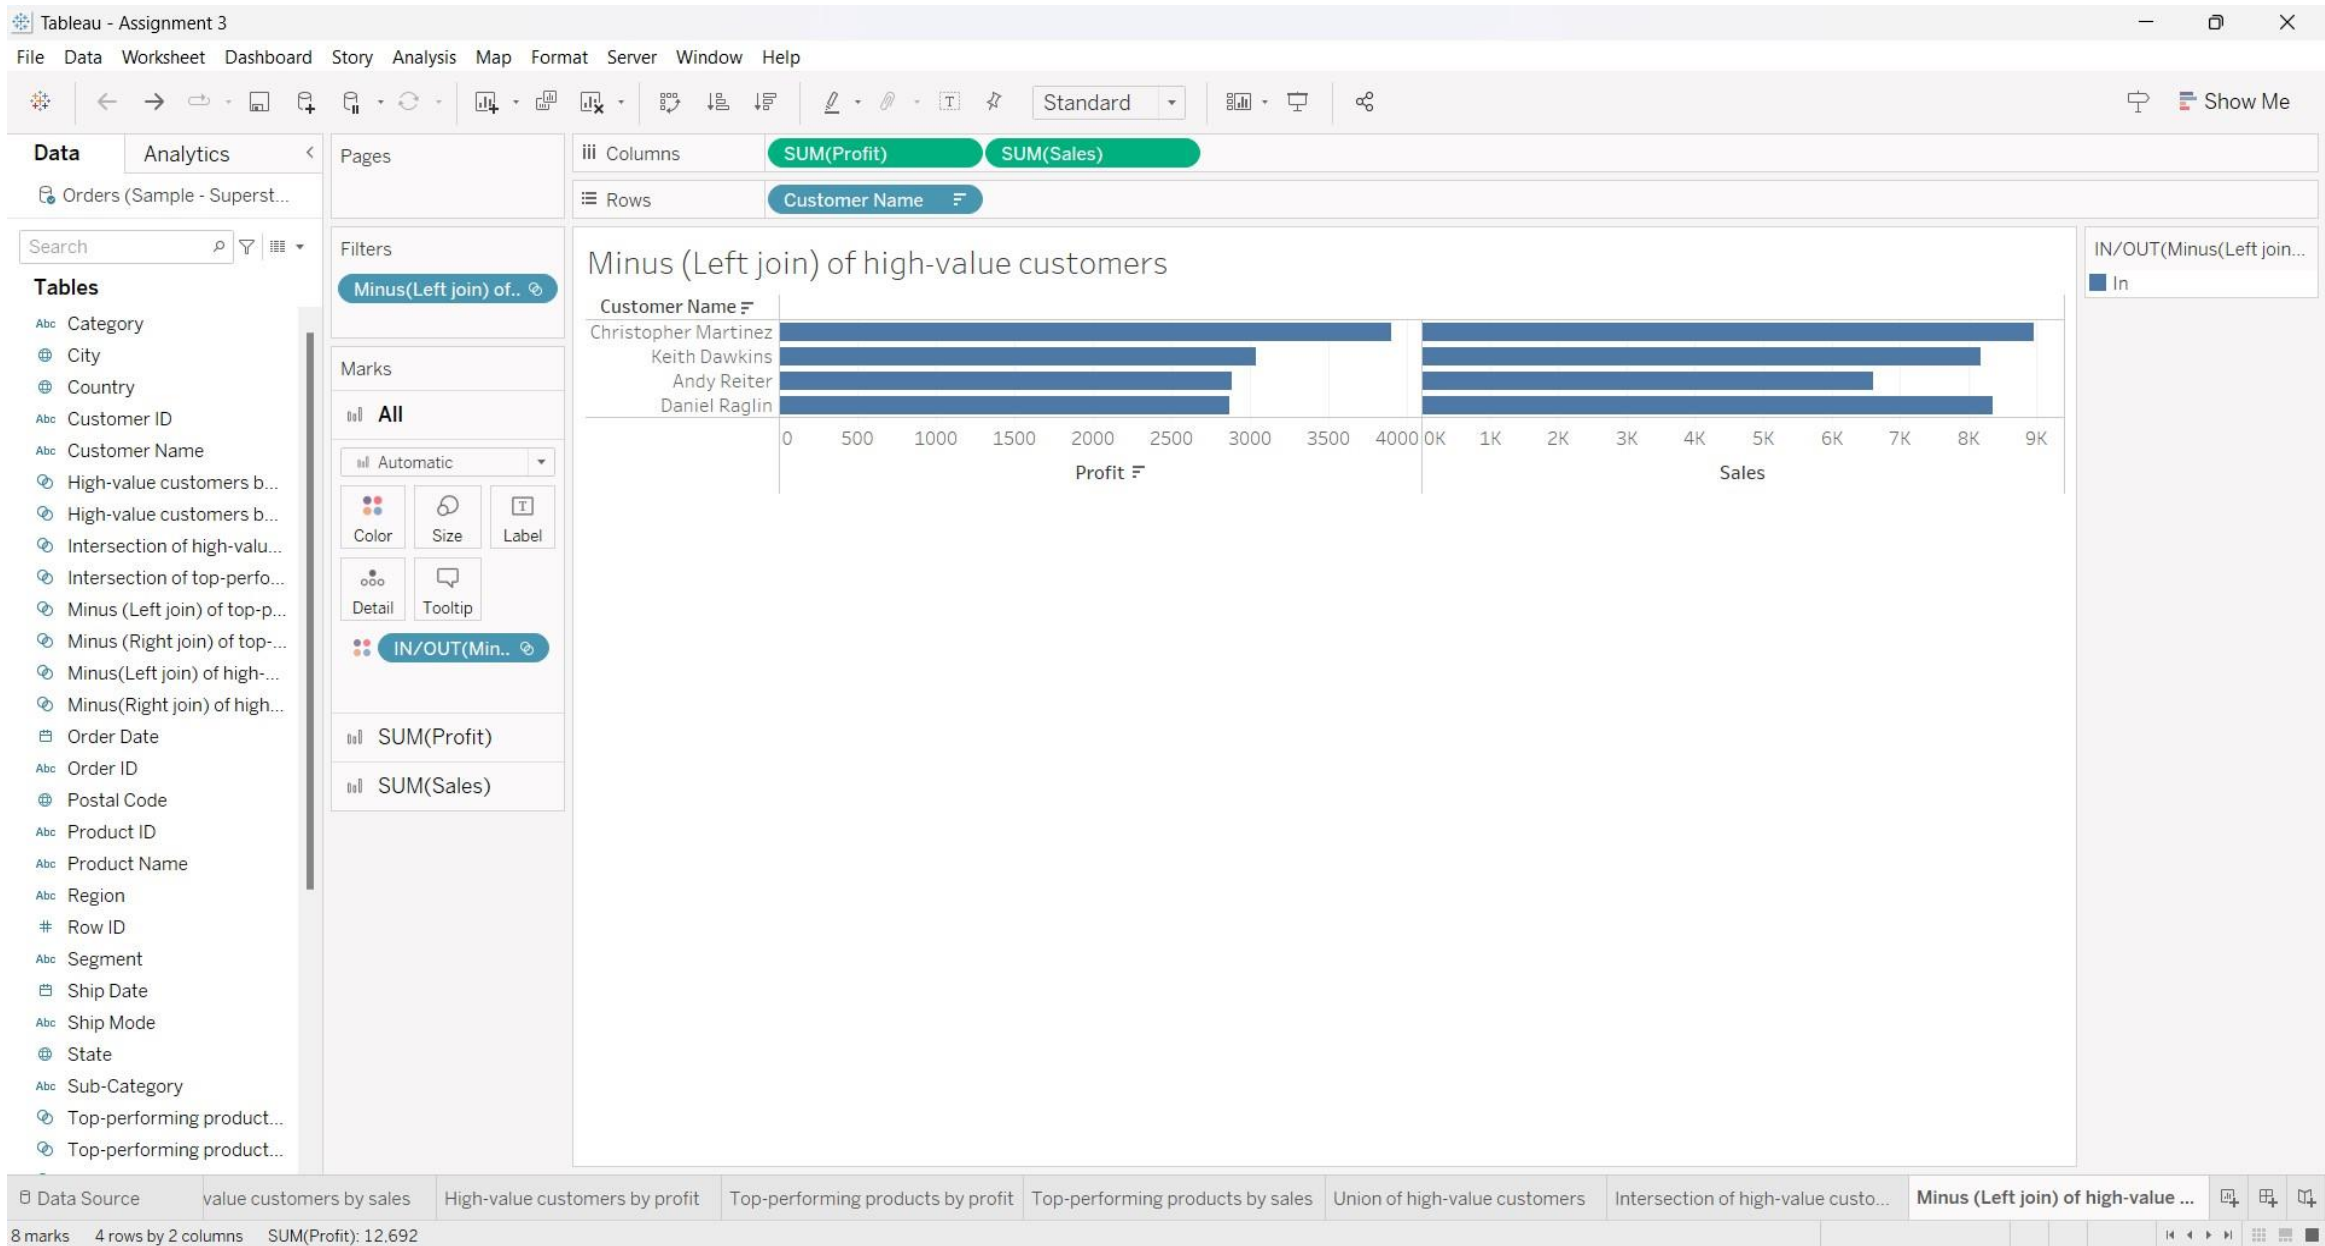 Tableau - Assignment 3
File Data Worksheet Dashboard Story Analysis Map Format Server Window Help
Standard
Show Me
Data Analytics
Orders (Sample - Superst...
Search
Tables
Abc Category
City
Country
Abc Customer ID
Abc Customer Name
High-value customers b...
High-value customers b...
Intersection of high-valu...
Intersection of top-perfo...
Minus (Left join) of top-p...
Minus (Right join) of top-...
Minus(Left join) of high-...
Minus(Right join) of high...
Order Date
Abc Order ID
Postal Code
Abc Product ID
Abc Product Name
Abc Region
# Row ID
Abc Segment
Ship Date
Abc Ship Mode
State
Abc Sub-Category
Top-performing product...
Top-performing product...
Pages
Filters
Minus(Left join) of..
Marks
All
Automatic
Color Size Label
Detail Tooltip
IN/OUT(Min..
SUM(Profit)
SUM(Sales)
iii Columns SUM(Profit) SUM(Sales)
Rows Customer Name
Minus (Left join) of high-value customers
Customer Name
Christopher Martinez
Keith Dawkins
Andy Reiter
Daniel Raglin
0 500 1000 1500 2000 2500 3000 3500 4000 0K 1K 2K 3K 4K 5K 6K 7K 8K 9K
Profit Sales
IN/OUT(Minus(Left join...
In
Data Source value customers by sales High-value customers by profit Top-performing products by profit Top-performing products by sales Union of high-value customers Intersection of high-value custo... Minus (Left join) of high-value ...
8 marks 4 rows by 2 columns SUM(Profit): 12,692